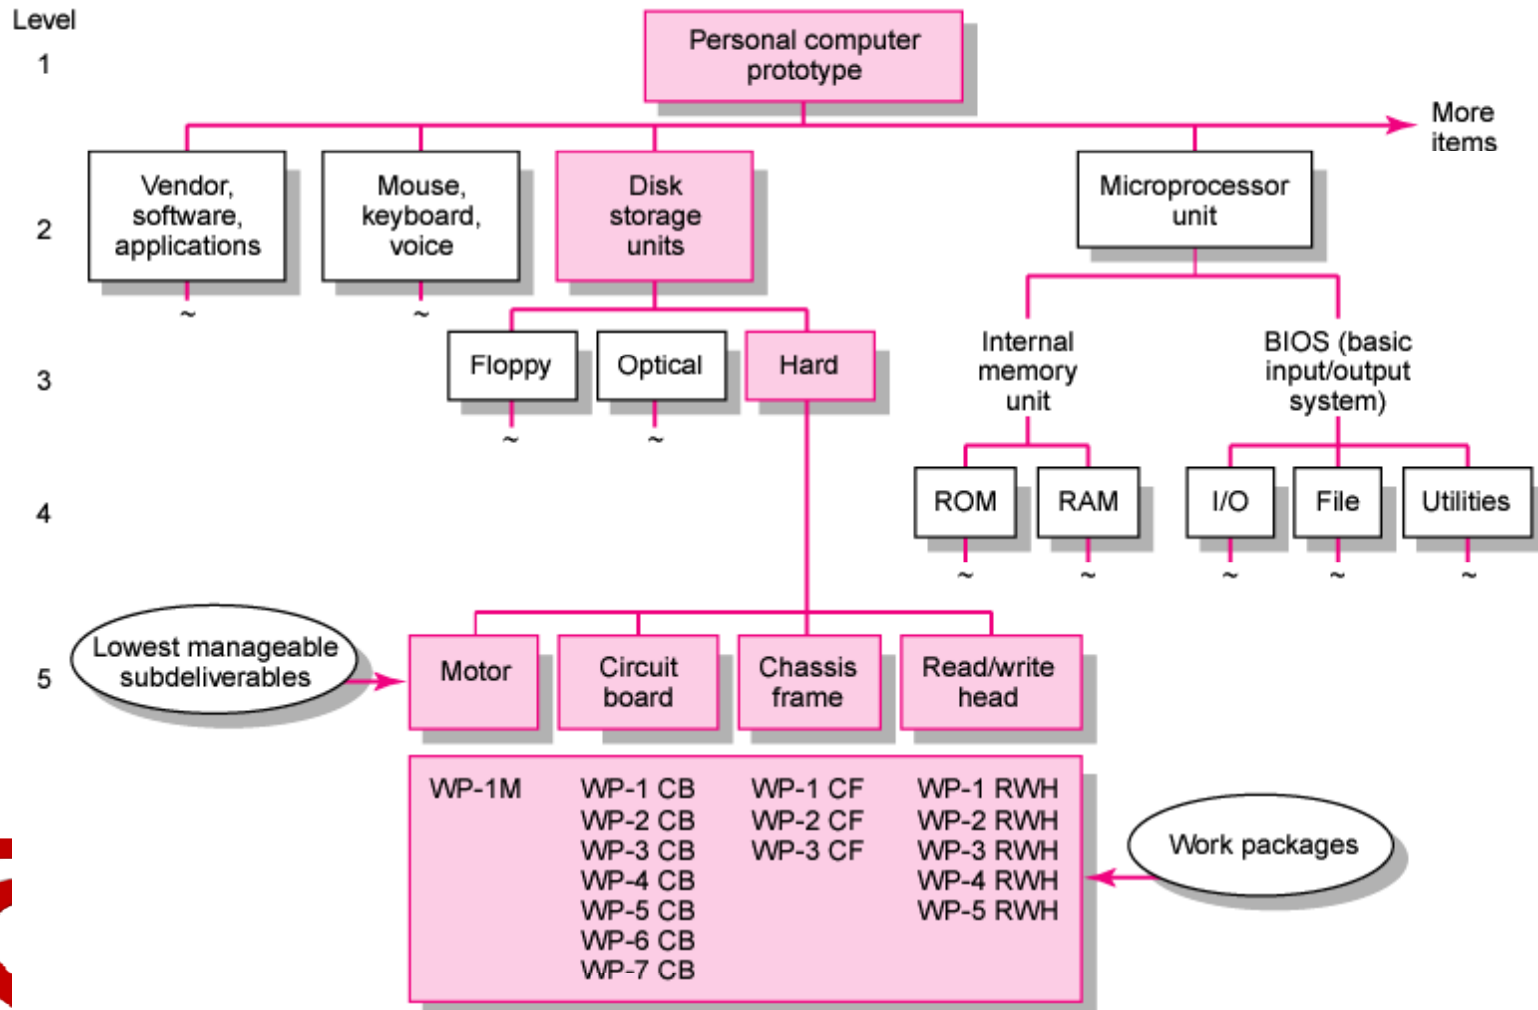 Level
1
Personal computer
prototype
More
items
2
Vendor,
software,
applications
Mouse,
keyboard,
voice
Disk
storage
units
Microprocessor
unit
3
Floppy
Optical
Hard
Internal
memory
unit
BIOS (basic
input/output
system)
4
ROM
RAM
I/O
File
Utilities
Lowest manageable
subdeliverables
5
Motor
Circuit
board
Chassis
frame
Read/write
head
WP-1M
WP-1 CB
WP-2 CB
WP-3 CB
WP-4 CB
WP-5 CB
WP-6 CB
WP-7 CB
WP-1 CF
WP-2 CF
WP-3 CF
WP-1 RWH
WP-2 RWH
WP-3 RWH
WP-4 RWH
WP-5 RWH
Work packages